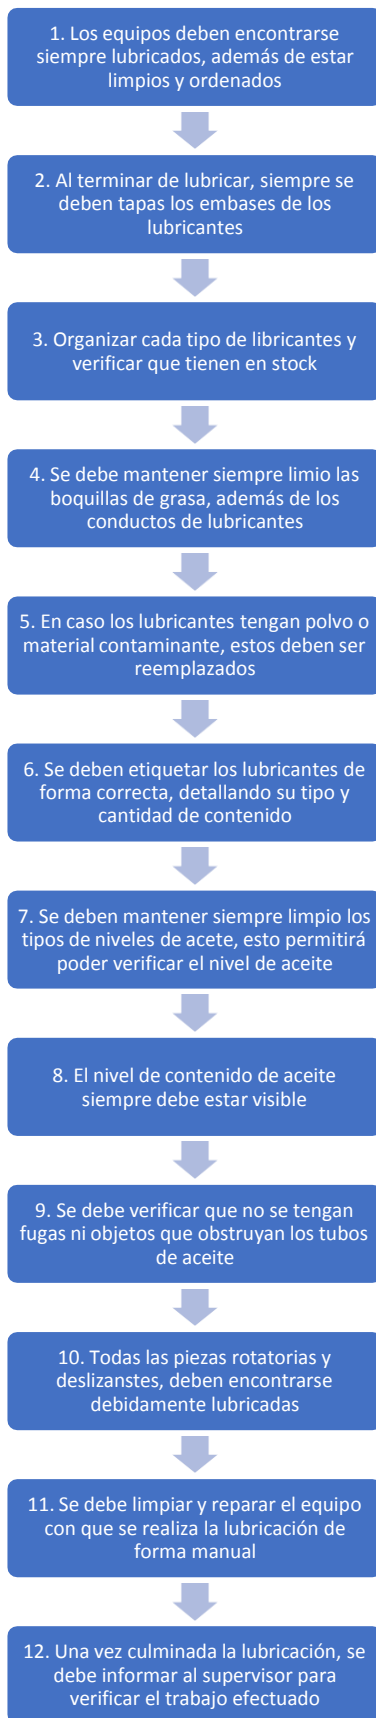 1. Los equipos deben encontrarse
siempre lubricados, además de estar
limpios y ordenados
2. Al terminar de lubricar, siempre se
deben tapas los embases de los
lubricantes
3. Organizar cada tipo de libricantes y
verificar que tienen en stock
4. Se debe mantener siempre limio las
boquillas de grasa, además de los
conductos de lubricantes
5. En caso los lubricantes tengan polvo o
material contaminante, estos deben ser
reemplazados
6. Se deben etiquetar los lubricantes de
forma correcta, detallando su tipo y
cantidad de contenido
7. Se deben mantener siempre limpio los
tipos de niveles de acete, esto permitirá
poder verificar el nivel de aceite
8. El nivel de contenido de aceite
siempre debe estar visible
9. Se debe verificar que no se tengan
fugas ni objetos que obstruyan los tubos
de aceite
10. Todas las piezas rotatorias y
deslizanstes, deben encontrarse
debidamente lubricadas
11. Se debe limpiar y reparar el equipo
con que se realiza la lubricación de
forma manual
12. Una vez culminada la lubricación, se
debe informar al supervisor para
verificar el trabajo efectuado